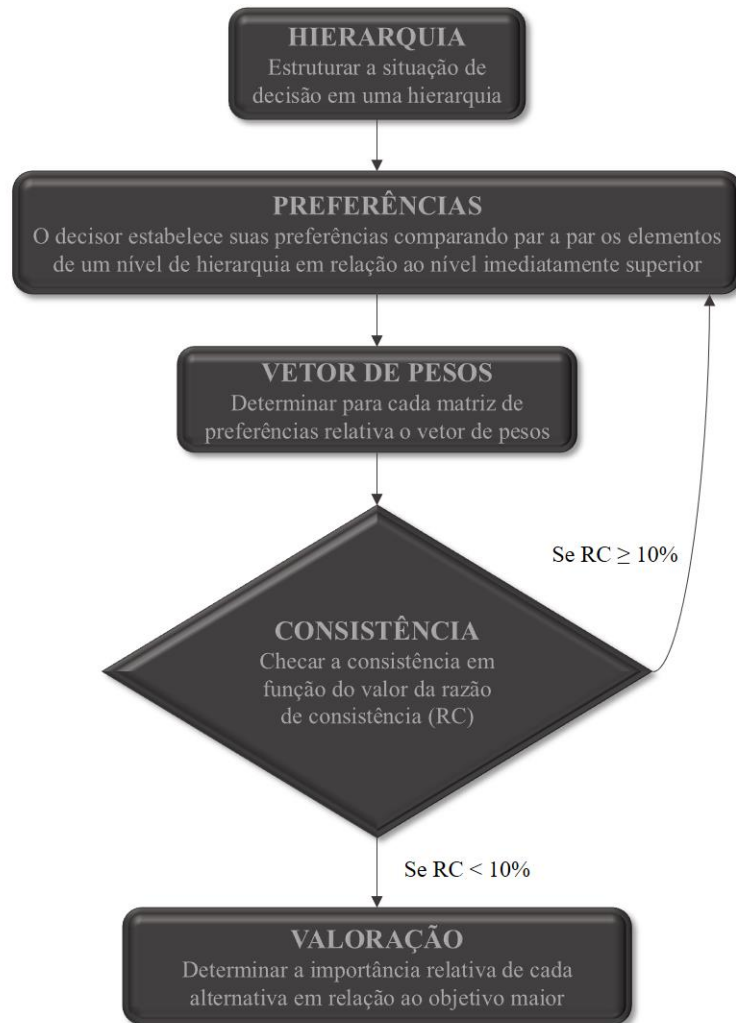 HIERARQUIA
Estruturar a situação de
decisão em uma hierarquia
PREFERÊNCIAS
O decisor estabelece suas preferências comparando par a par os elementos
de um nível de hierarquia em relação ao nível imediatamente superior
VETOR DE PESOS
Determinar para cada matriz de
preferências relativa o vetor de pesos
Se RC ≥ 10%
CONSISTÊNCIA
Checar a consistência em
função do valor da razão
de consistência (RC)
Se RC < 10%
VALORAÇÃO
Determinar a importância relativa de cada
alternativa em relação ao objetivo maior